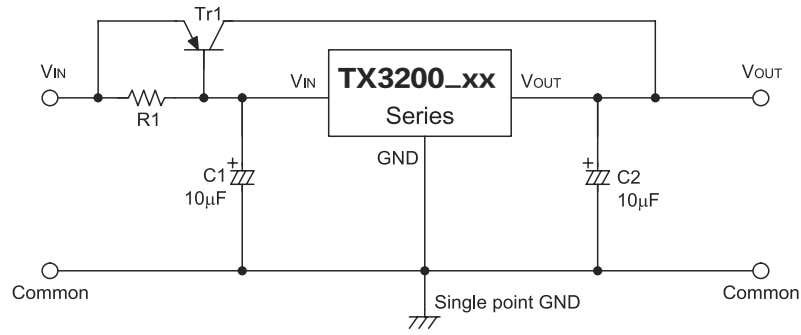 Tr1
VIN
R1
VIN
TX3200_xx
Series
VOUT
VOUT
GND
C1
10μF
C2
10μF
Common
Single point GND
Common
+
+